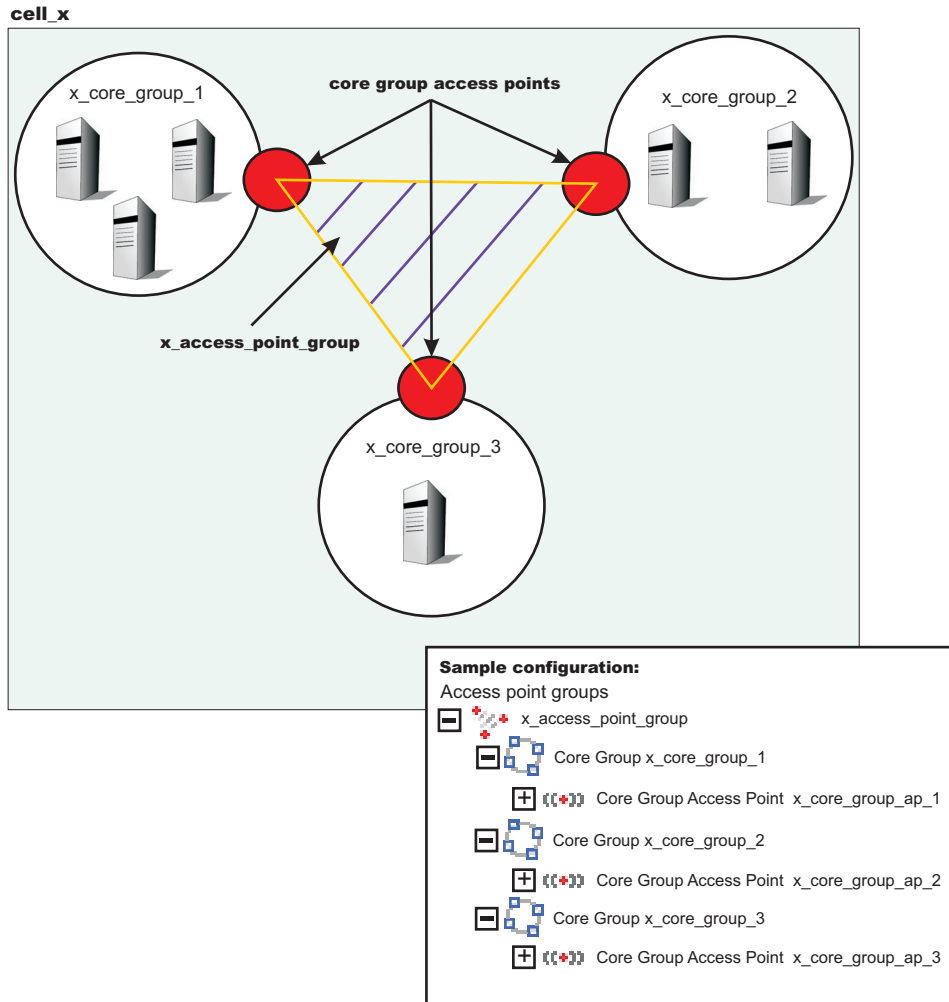 cell_x
core group access points
x_core_group_1
x_core_group_2
x_access_point_group
x_core_group_3
Sample configuration:
Access point groups
x_access_point_group
Core Group x_core_group_1
Core Group Access Point x_core_group_ap_1
Core Group x_core_group_2
Core Group Access Point x_core_group_ap_2
Core Group x_core_group_3
Core Group Access Point x_core_group_ap_3